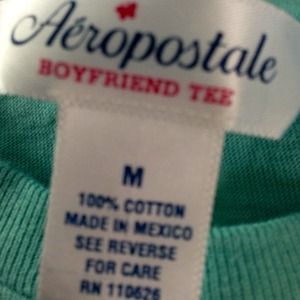 Aéropostale
BOYFRIEND TEE
M
100% COTTON
MADE IN MEXICO
SEE REVERSE
FOR CARE
RN 110626